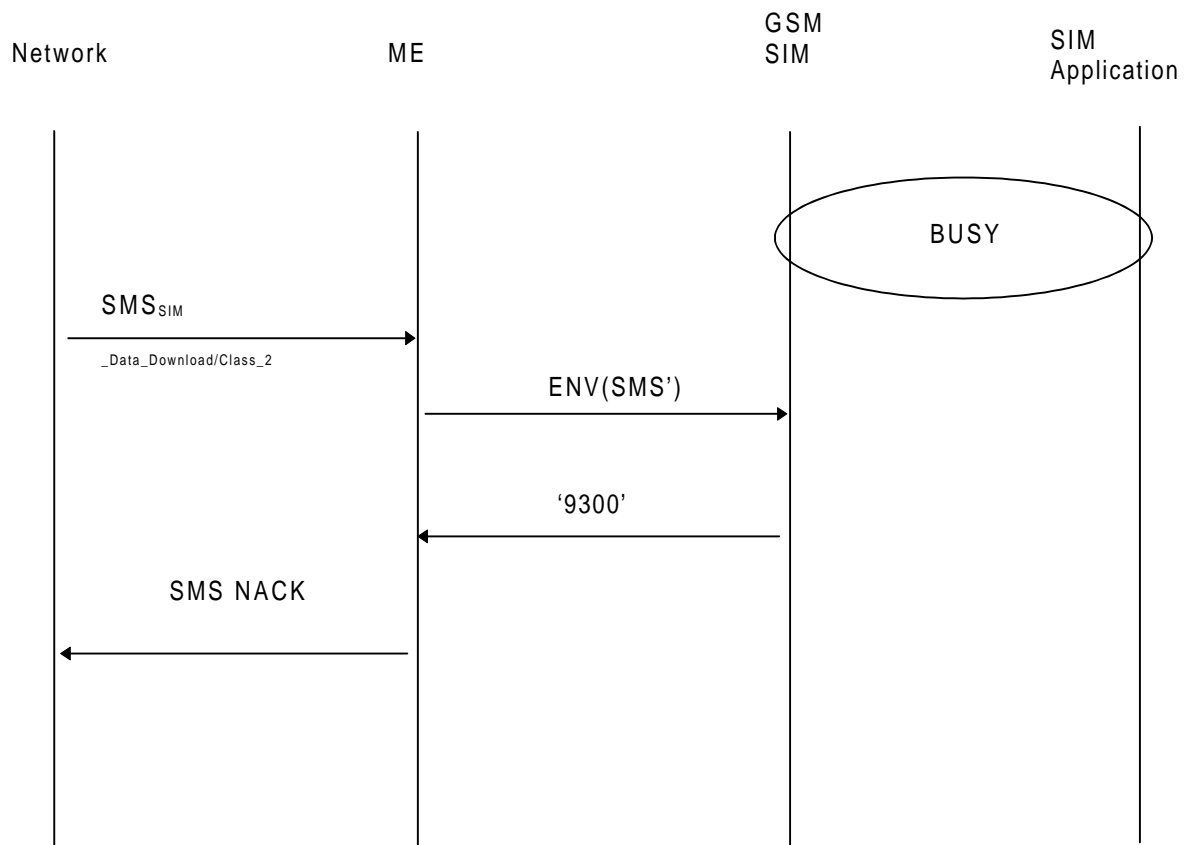 Network
ME
GSM
SIM
SIM
Application
BUSY
SMSSIM
_Data_Download/Class_2
ENV(SMS’)
‘9300’
SMS NACK